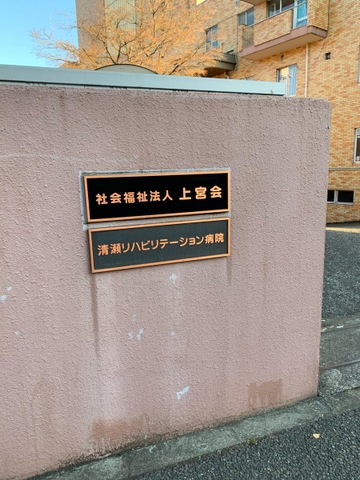 社会福祉法人 上宮会
清瀬リハビリテーション病院